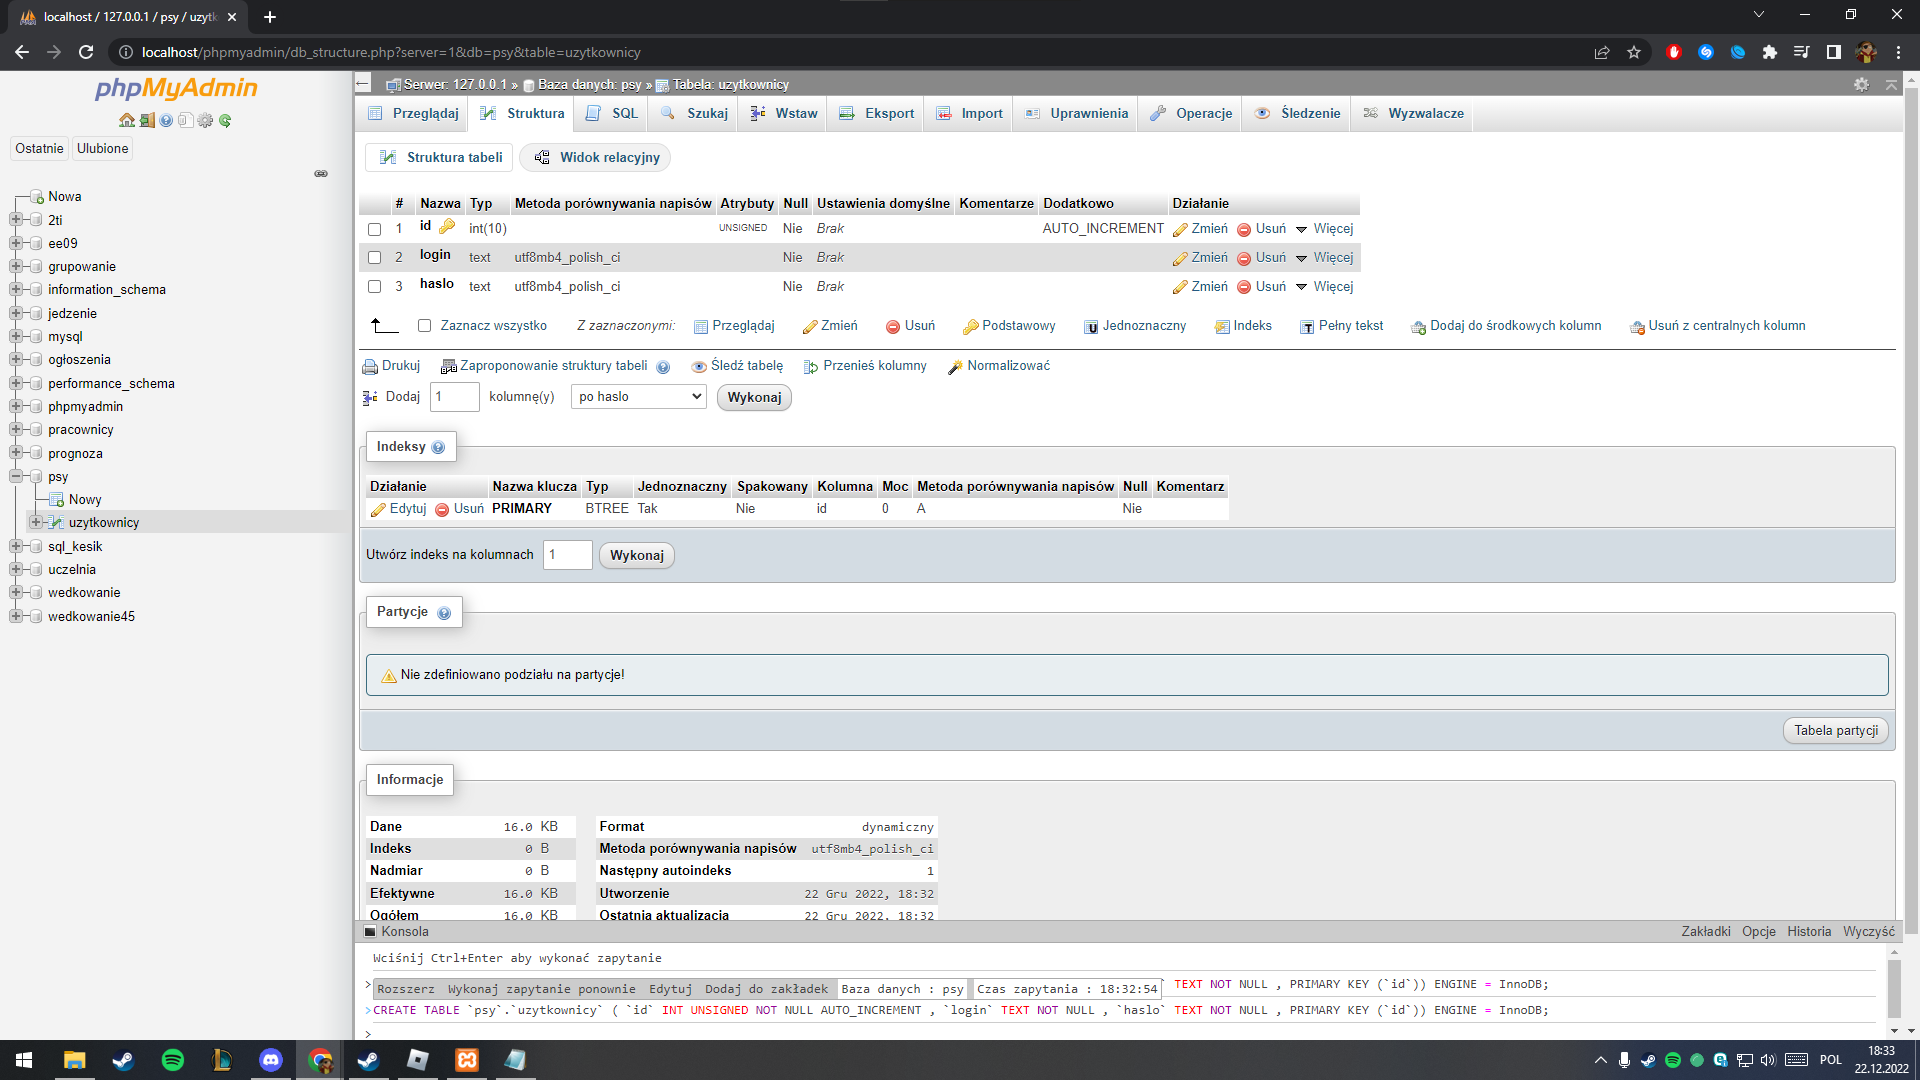 localhost / 127.0.0.1 / psy / uzytk
localhost/phpmyadmin/db_structure.php?server=1&db=psy&table=uzytkownicy
phpMyAdmin
Ostatnie Ulubione
Nowa
2ti
ee09
grupowanie
information_schema
jedzenie
mysql
ogłoszenia
performance_schema
phpmyadmin
pracownicy
prognoza
psy
Nowy
uzytkownicy
sql_kesik
uczelnia
wedkowanie
wedkowanie45
Serwer: 127.0.0.1 » Baza danych: psy » Tabela: uzytkownicy
Przeglądaj Struktura SQL Szukaj Wstaw Eksport Import Uprawnienia Operacje Śledzenie Wyzwalacze
Struktura tabeli Widok relacyjny
# Nazwa Typ Metoda porównywania napisów Atrybuty Null Ustawienia domyślne Komentarze Dodatkowo Działanie
1 id int(10) UNSIGNED Nie Brak AUTO_INCREMENT Zmień Usuń Więcej
2 login text utf8mb4_polish_ci Nie Brak Zmień Usuń Więcej
3 haslo text utf8mb4_polish_ci Nie Brak Zmień Usuń Więcej
Zaznacz wszystko Z zaznaczonymi: Przeglądaj Zmień Usuń Podstawowy Jednoznaczny Indeks Pełny tekst Dodaj do środkowych kolumn Usuń z centralnych kolumn
Drukuj Zaproponowanie struktury tabeli Śledź tabelę Przenieś kolumny Normalizować
Dodaj 1 kolumnę(y) po haslo Wykonaj
Indeksy
Działanie Nazwa klucza Typ Jednoznaczny Spakowany Kolumna Moc Metoda porównywania napisów Null Komentarz
Edytuj Usuń PRIMARY BTREE Tak Nie id 0 A Nie
Utwórz indeks na kolumnach 1 Wykonaj
Partycje
Nie zdefiniowano podziału na partycje!
Tabela partycji
Informacje
Dane 16.0 KB
Indeks 0 B
Nadmiar 0 B
Efektywne 16.0 KB
Ogółem 16.0 KB
Format dynamiczny
Metoda porównywania napisów utf8mb4_polish_ci
Następny autoindeks 1
Utworzenie 22 Gru 2022, 18:32
Ostatnia aktualizacja 22 Gru 2022, 18:32
Konsola Zakładki Opcje Historia Wyczyść
Wciśnij Ctrl+Enter aby wykonać zapytanie
> Rozszerz Wykonaj zapytanie ponownie Edytuj Dodaj do zakładek Baza danych : psy Czas zapytania : 18:32:54 ` TEXT NOT NULL , PRIMARY KEY (`id`)) ENGINE = InnoDB;
>CREATE TABLE `psy`.`uzytkownicy` ( `id` INT UNSIGNED NOT NULL AUTO_INCREMENT , `login` TEXT NOT NULL , `haslo` TEXT NOT NULL , PRIMARY KEY (`id`)) ENGINE = InnoDB;
>
POL
18:33
22.12.2022